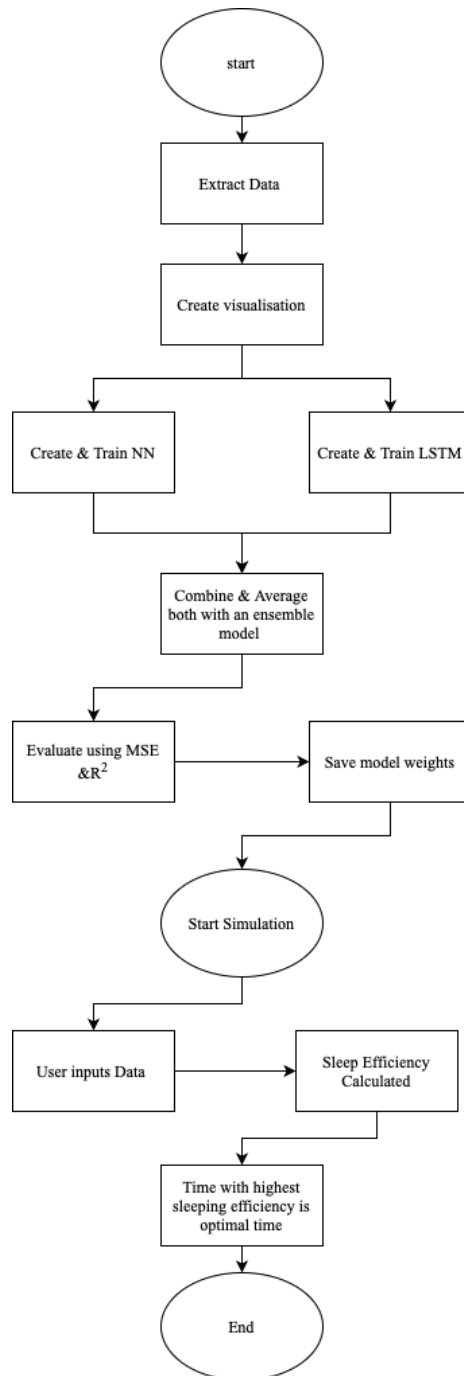 start
Extract Data
Create visualisation
Create & Train NN
Create & Train LSTM
Combine & Average
both with an ensemble
model
Evaluate using MSE
&R²
Save model weights
Start Simulation
User inputs Data
Sleep Efficiency
Calculated
Time with highest
sleeping efficiency is
optimal time
End